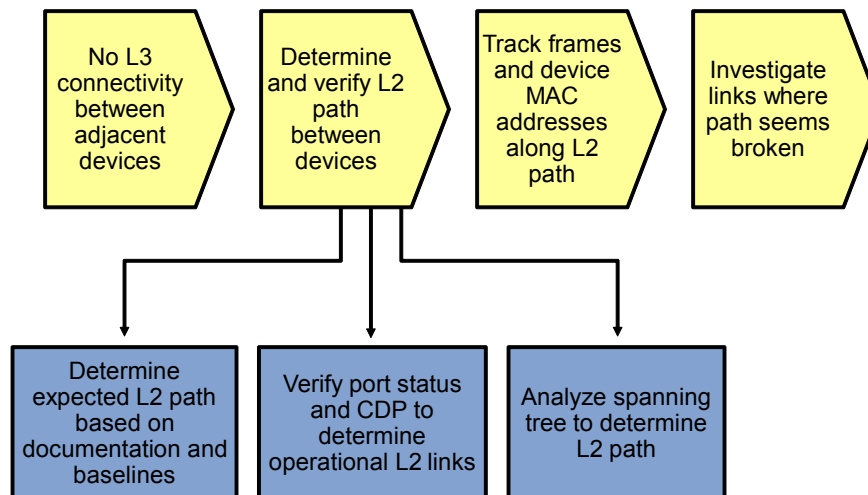 No L3
connectivity
between
adjacent
devices
Determine
and verify L2
path
between
devices
Track frames
and device
MAC
addresses
along L2
path
Investigate
links where
path seems
broken
Determine
expected L2 path
based on
documentation and
baselines
Verify port status
and CDP to
determine
operational L2 links
Analyze spanning
tree to determine
L2 path